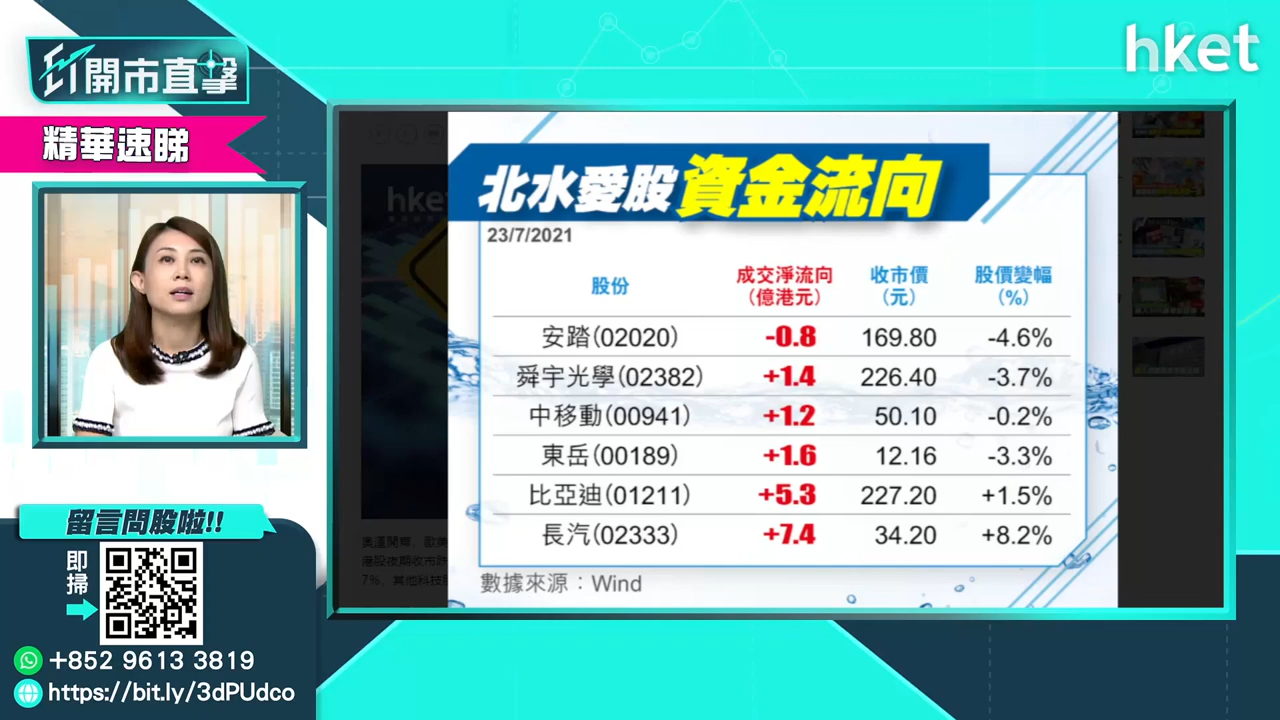 hket
ET開市直擊
精華速睇
北水愛股資金流向
23/7/2021
股份 成交淨流向 (億港元) 收市價 (元) 股價變幅 (%)
安踏(02020) -0.8 169.80 -4.6%
舜宇光學(02382) +1.4 226.40 -3.7%
中移動(00941) +1.2 50.10 -0.2%
東岳(00189) +1.6 12.16 -3.3%
比亞迪(01211) +5.3 227.20 +1.5%
長汽(02333) +7.4 34.20 +8.2%
數據來源：Wind
hket
留言問股啦!!
即掃
+852 9613 3819
https://bit.ly/3dPUdco